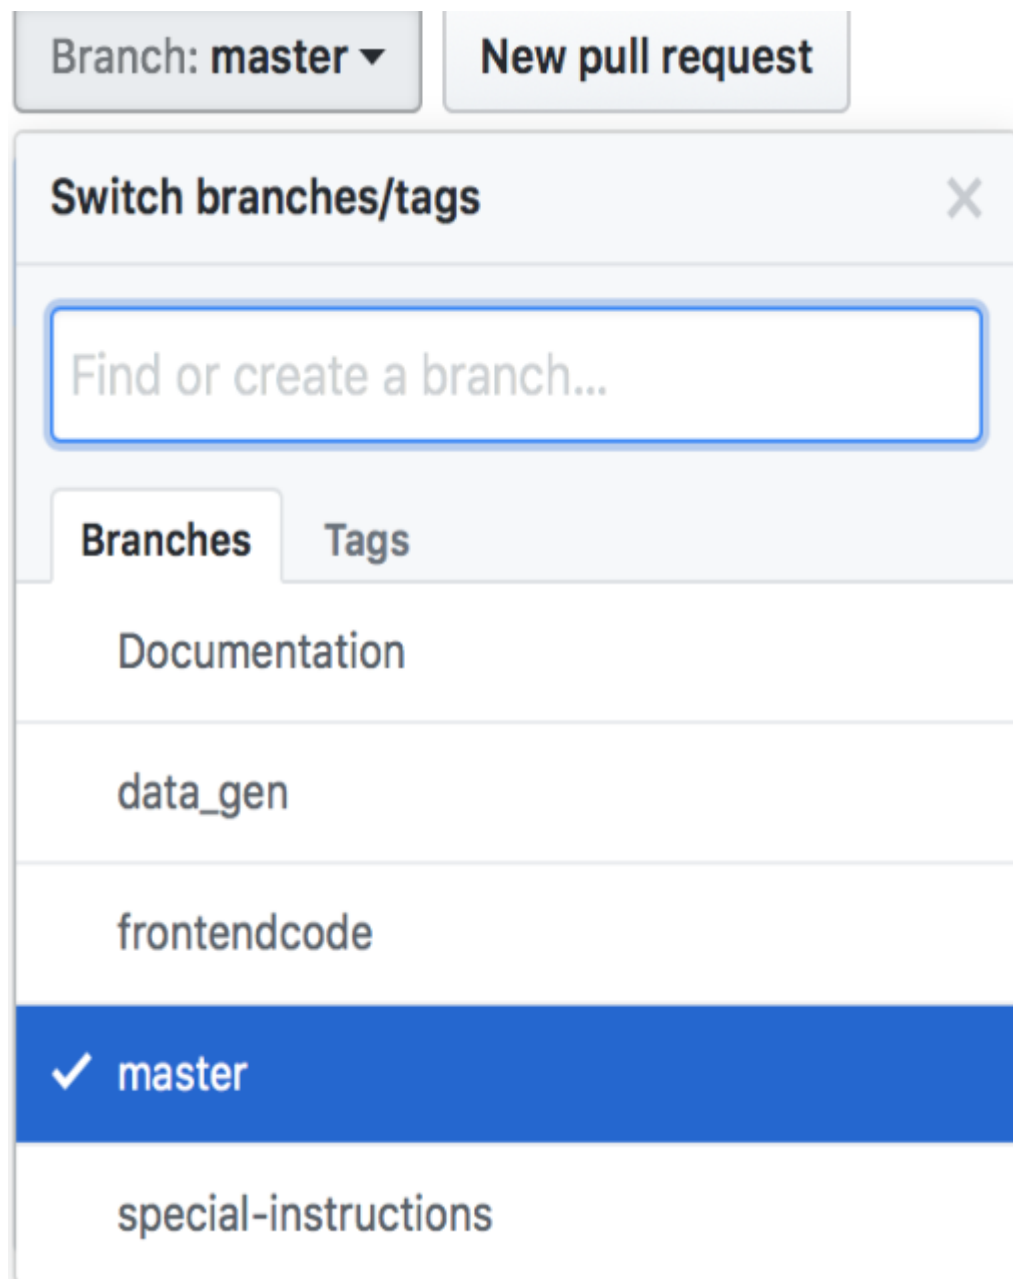 Branch: master New pull request
Switch branches/tags
Find or create a branch...
Branches Tags
Documentation
data_gen
frontendcode
master
special-instructions